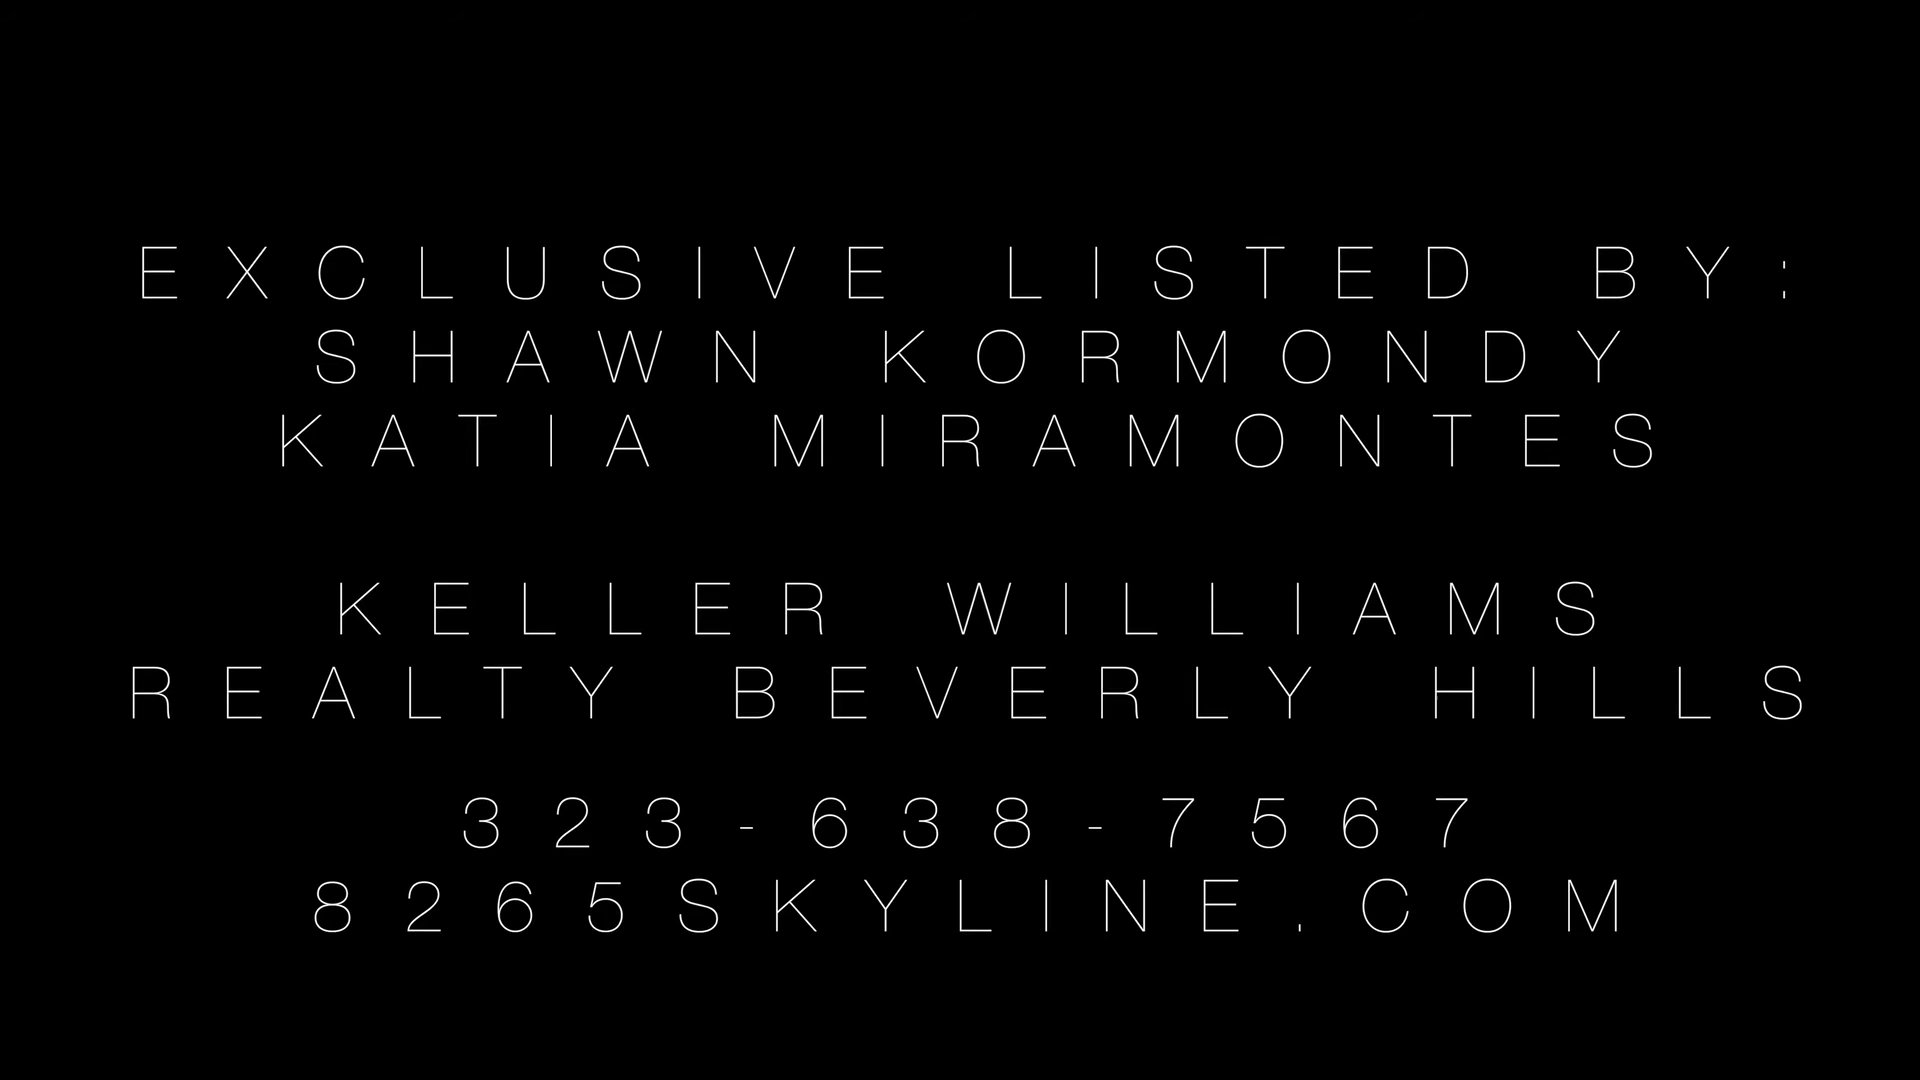 EXCLUSIVE LISTED BY:
SHAWN KORMONDY
KATIA MIRAMONTES
KELLER WILLIAMS
REALTY BEVERLY HILLS
323-638-7567
8265SKYLINE.COM